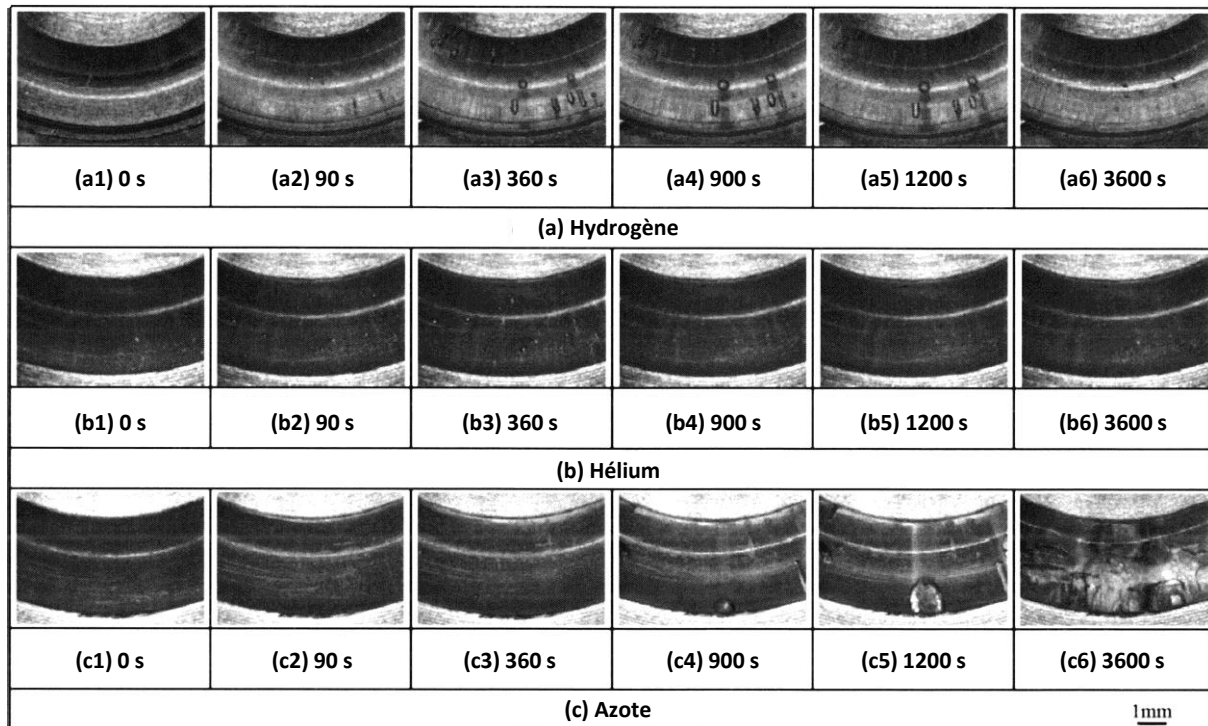 (a1) 0 s (a2) 90 s (a3) 360 s (a4) 900 s (a5) 1200 s (a6) 3600 s
(a) Hydrogène
(b1) 0 s (b2) 90 s (b3) 360 s (b4) 900 s (b5) 1200 s (b6) 3600 s
(b) Hélium
(c1) 0 s (c2) 90 s (c3) 360 s (c4) 900 s (c5) 1200 s (c6) 3600 s
(c) Azote
1mm